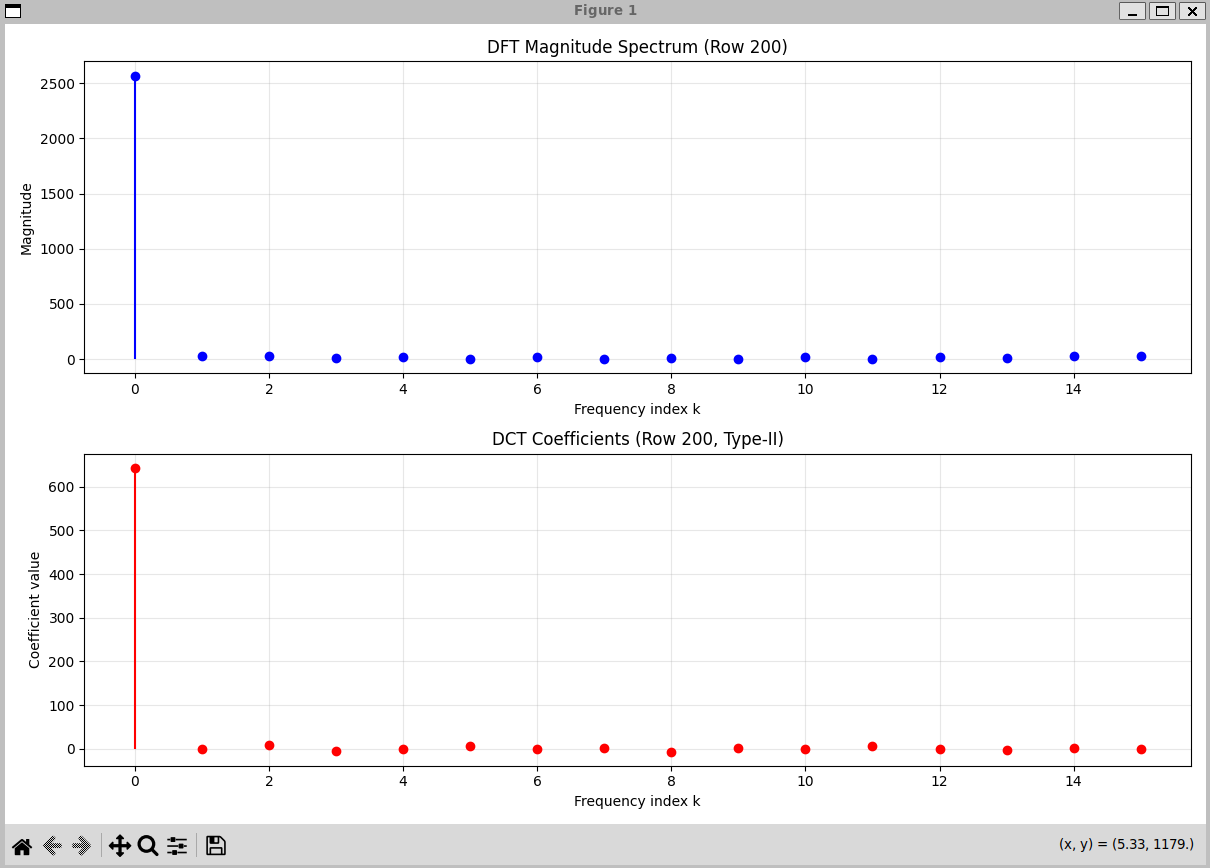 Figure 1
DFT Magnitude Spectrum (Row 200)
2500
2000
1500
1000
500
0
Magnitude
0 2 4 6 8 10 12 14
Frequency index k
DCT Coefficients (Row 200, Type-II)
600
500
400
300
200
100
0
Coefficient value
0 2 4 6 8 10 12 14
Frequency index k
(x, y) = (5.33, 1179.)